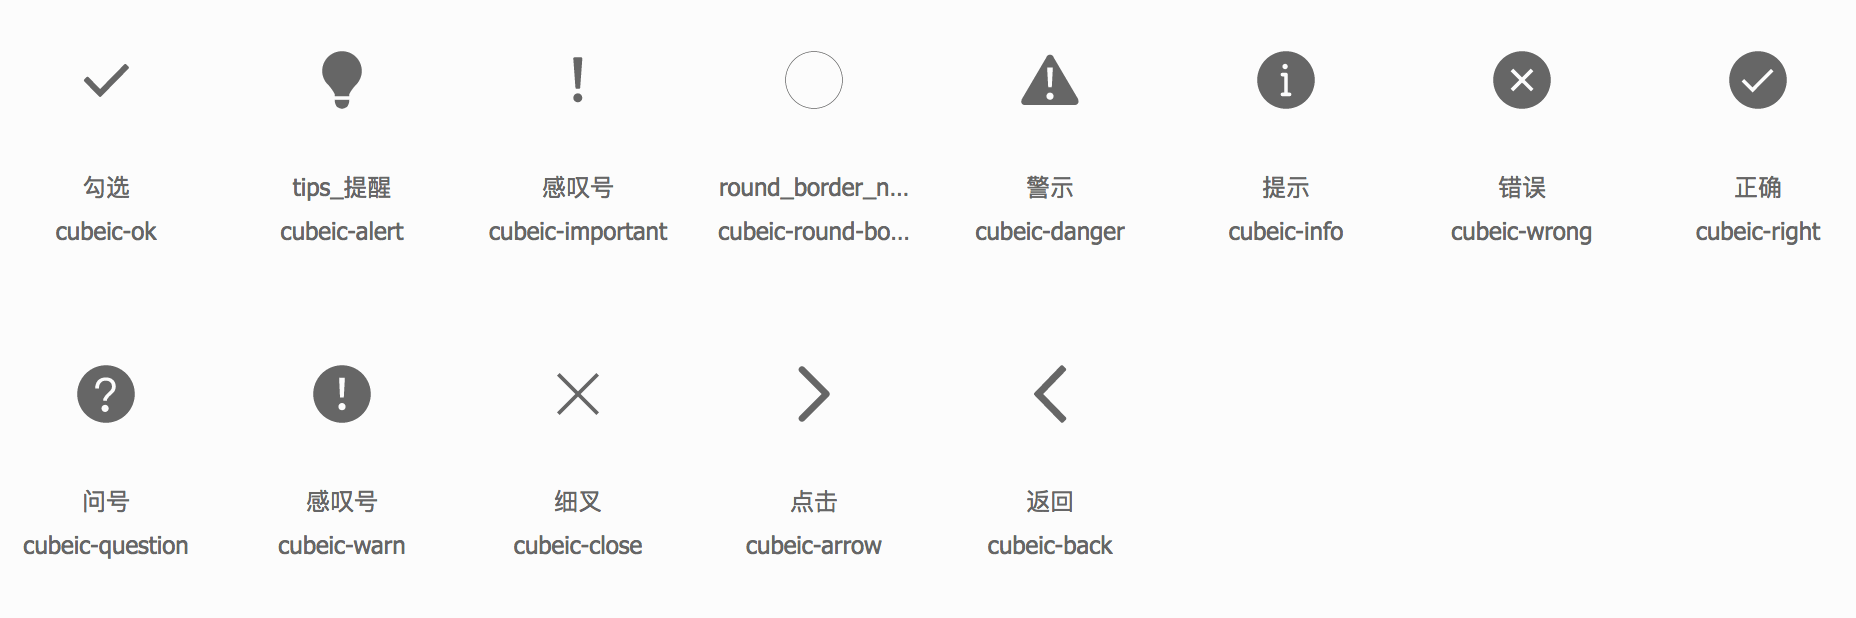 勾选
cubeic-ok
tips_提醒
cubeic-alert
感叹号
cubeic-important
round_border_n...
cubeic-round-bo...
警示
cubeic-danger
提示
cubeic-info
错误
cubeic-wrong
正确
cubeic-right
问号
cubeic-question
感叹号
cubeic-warn
细叉
cubeic-close
点击
cubeic-arrow
返回
cubeic-back